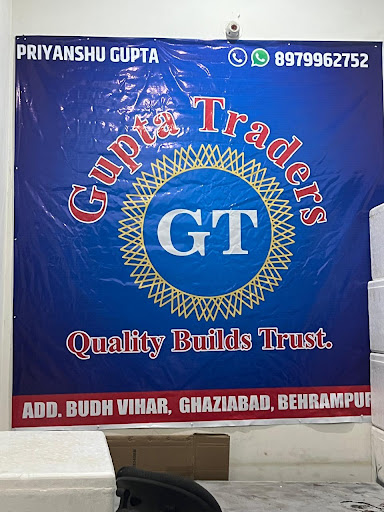 PRIYANSHU GUPTA 8979962752
Gupta Traders
GT
Quality Builds Trust.
ADD. BUDH VIHAR, GHAZIABAD, BEHRAMPUR